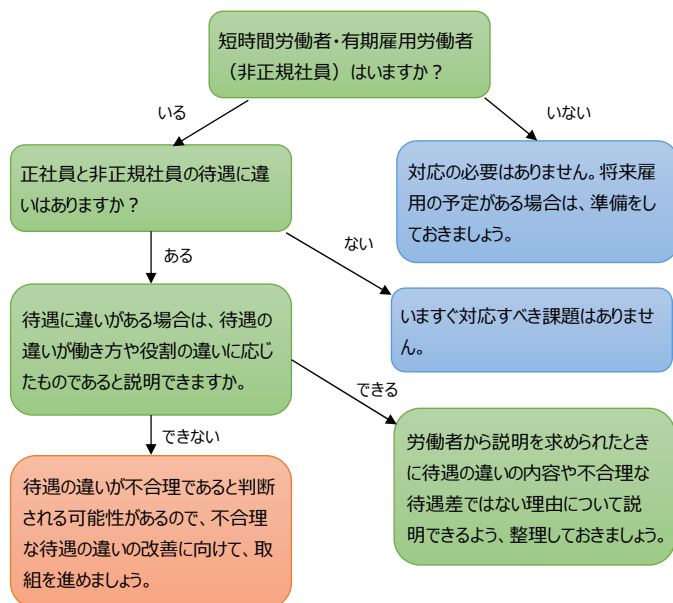 短時間労働者・有期雇用労働者
（非正規社員）はいますか？
いる
いない
正社員と非正規社員の待遇に違
いはありますか？
対応の必要はありません。将来雇
用の予定がある場合は、準備をし
ておきましょう。
ある
ない
待遇に違いがある場合は、待遇の
違いが働き方や役割の違いに応じ
たものであると説明できますか。
いますぐ対応すべき課題はありませ
ん。
できない
できる
待遇の違いが不合理であると判断
される可能性があるので、不合理
な待遇の違いの改善に向けて、取
組を進めましょう。
労働者から説明を求められたとき
に待遇の違いの内容や不合理な
待遇差ではない理由について説
明できるよう、整理しておきましょう。